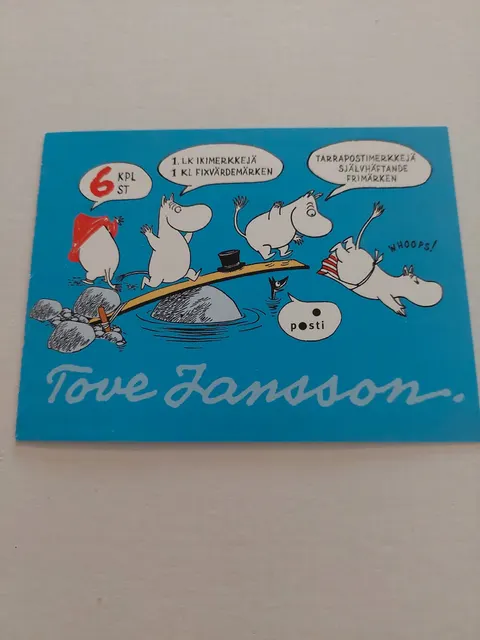 6 KPL
ST
1. LK IKIMERKKEJÄ
1 KL FIXVÄRDEMÄRKEN
TARRAPOSTIMERKKEJÄ
SJÄLVHÄFTANDE
FRIMÄRKEN
WHOOPS!
posti
Tove Jansson.